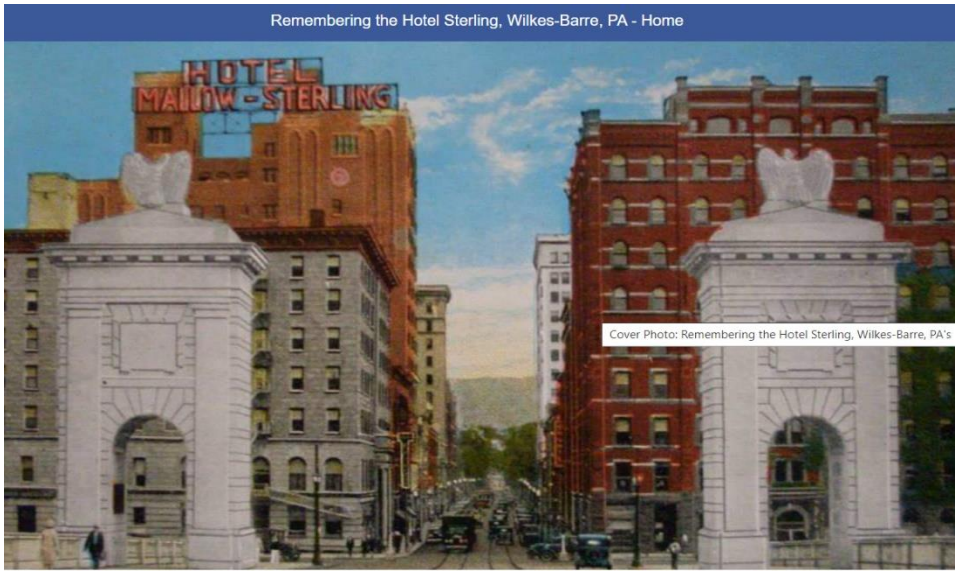 Remembering the Hotel Sterling, Wilkes-Barre, PA - Home
HOTEL
MALLOW-STERLING
Cover Photo: Remembering the Hotel Sterling, Wilkes-Barre, PA's